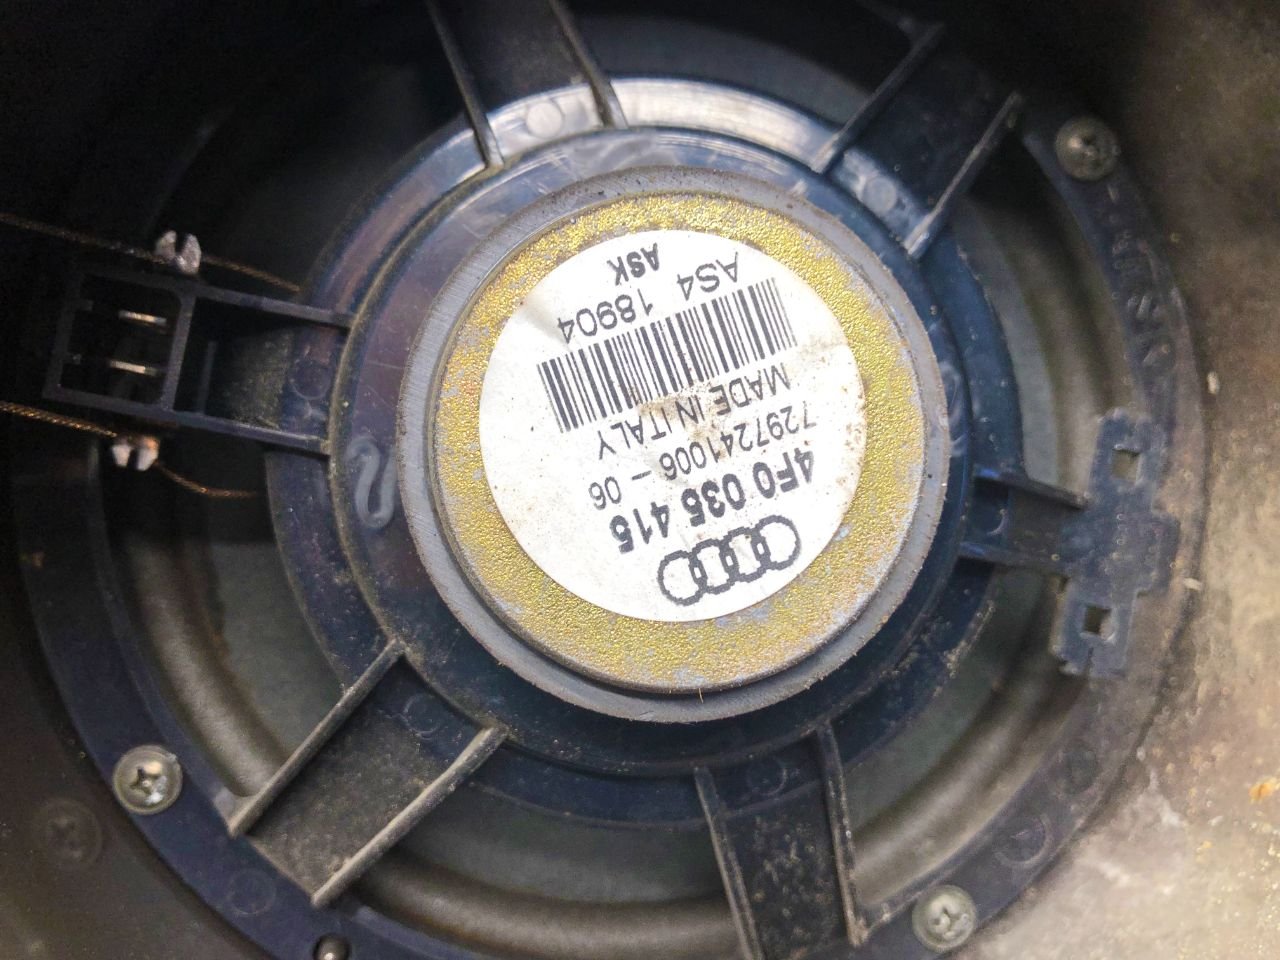 4F0 035 415
7297241006 - 06
MADE IN ITALY
AS4 18904
ASK